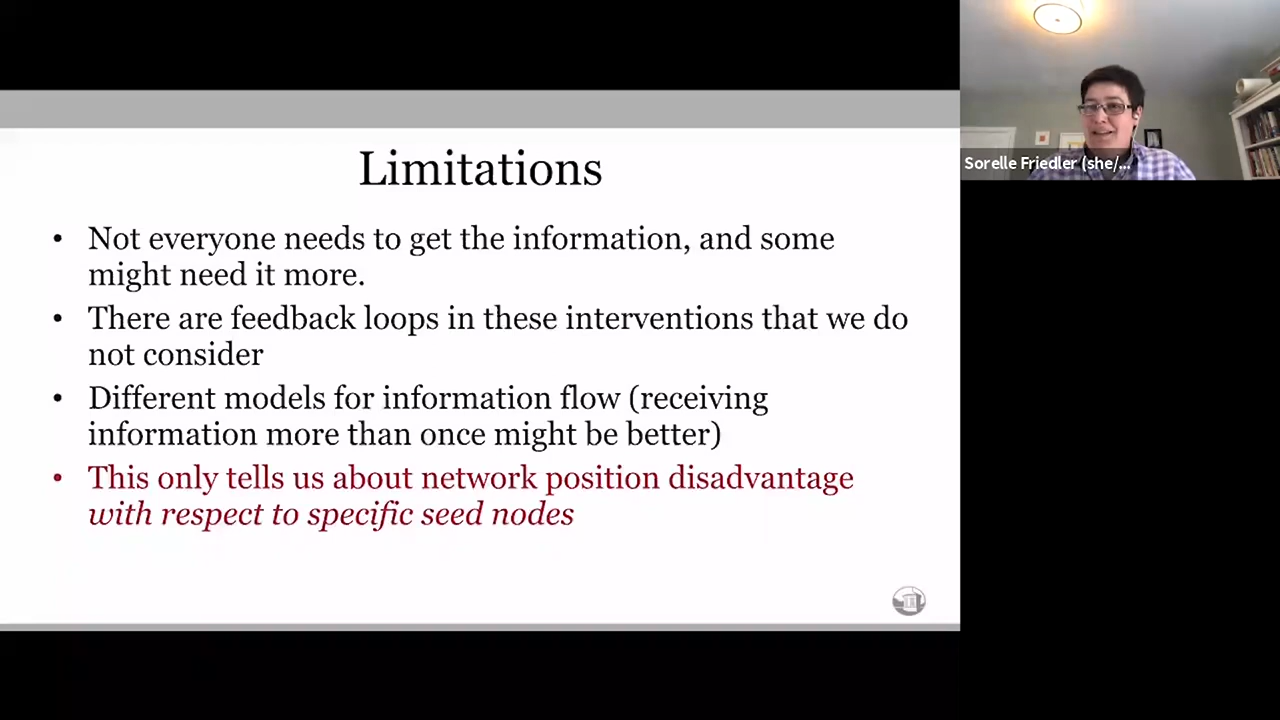 Limitations
• Not everyone needs to get the information, and some
might need it more.
• There are feedback loops in these interventions that we do
not consider
• Different models for information flow (receiving
information more than once might be better)
• This only tells us about network position disadvantage
with respect to specific seed nodes
Sorelle Friedler (she/...